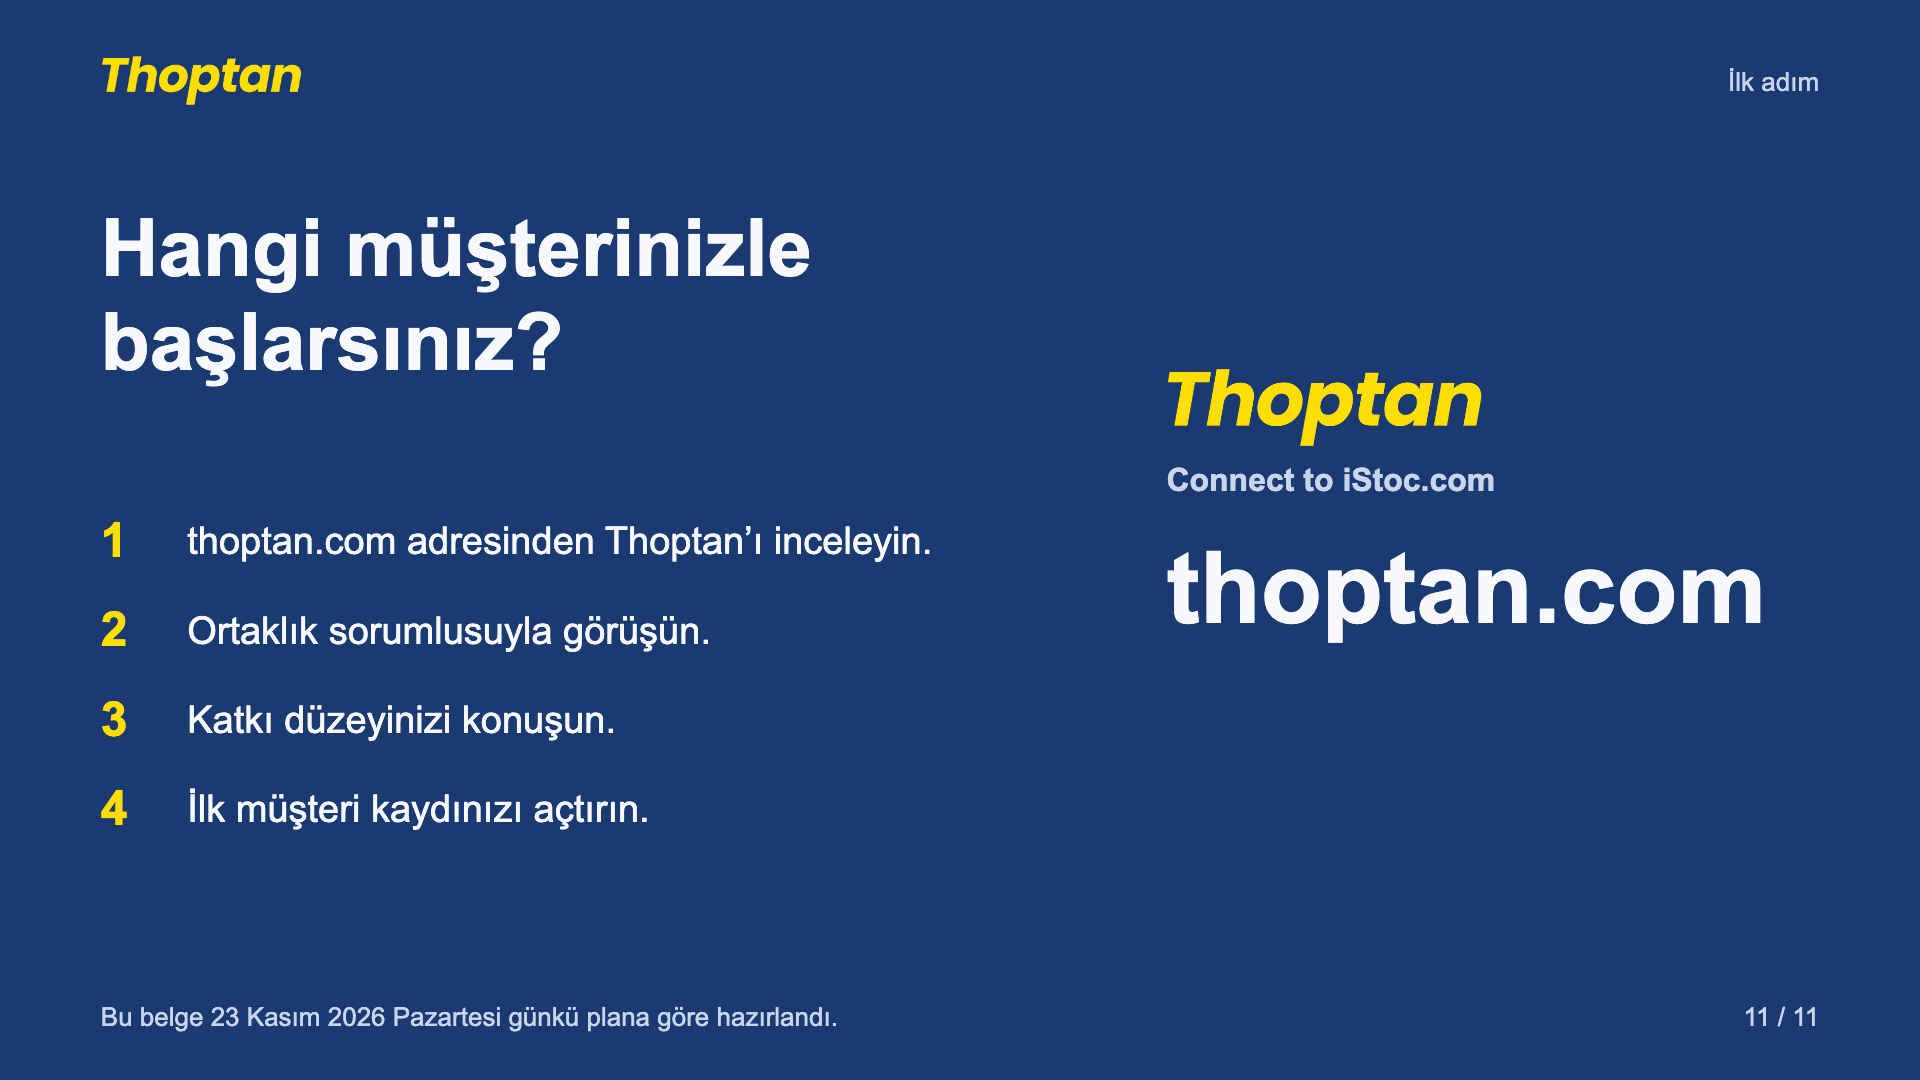 Thoptan
İlk adım
Hangi müşterinizle
başlarsınız?
1 thoptan.com adresinden Thoptan’ı inceleyin.
2 Ortaklık sorumlusuyla görüşün.
3 Katkı düzeyinizi konuşun.
4 İlk müşteri kaydınızı açtırın.
Thoptan
Connect to iStoc.com
thoptan.com
Bu belge 23 Kasım 2026 Pazartesi günkü plana göre hazırlandı.
11 / 11